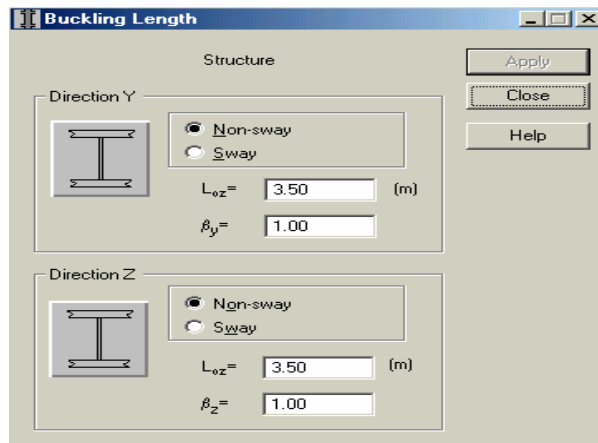 Buckling Length
Structure
Apply
Close
Help
Direction Y
Non-sway
Sway
Loz= 3.50 (m)
βy= 1.00
Direction Z
Non-sway
Sway
Loz= 3.50 (m)
βz= 1.00